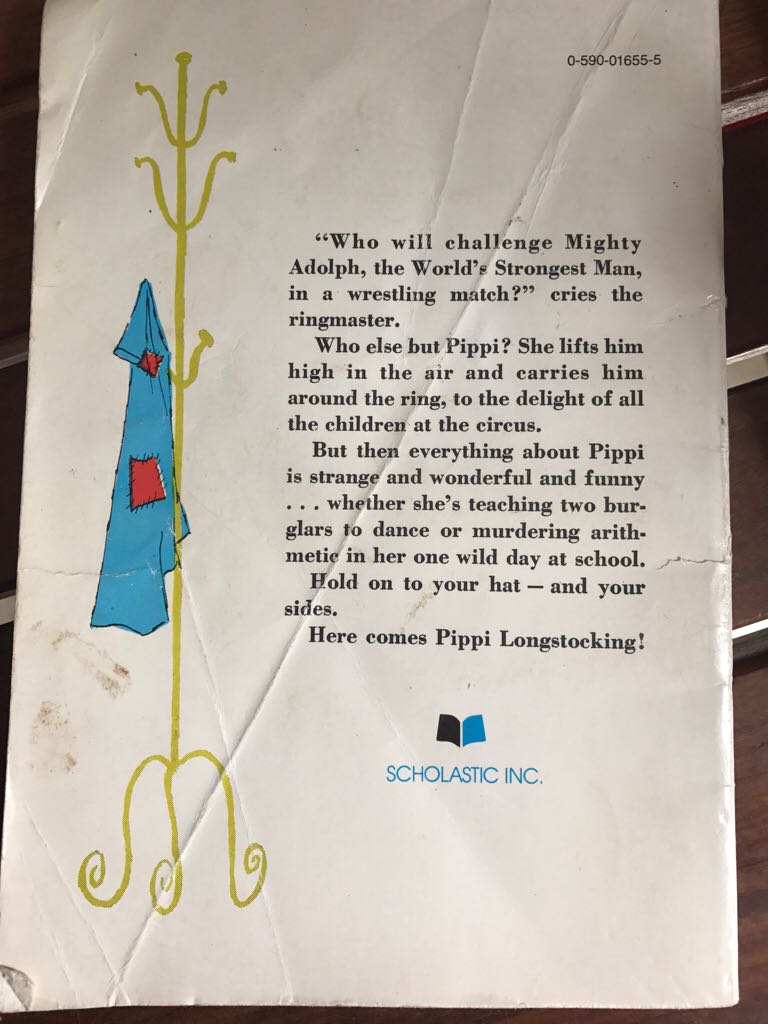 0-590-01655-5
“Who will challenge Mighty
Adolph, the World’s Strongest Man,
in a wrestling match?” cries the
ringmaster.
Who else but Pippi? She lifts him
high in the air and carries him
around the ring, to the delight of all
the children at the circus.
But then everything about Pippi
is strange and wonderful and funny
. . . whether she’s teaching two bur-
glars to dance or murdering arith-
metic in her one wild day at school.
Hold on to your hat — and your
sides.
Here comes Pippi Longstocking!
SCHOLASTIC INC.